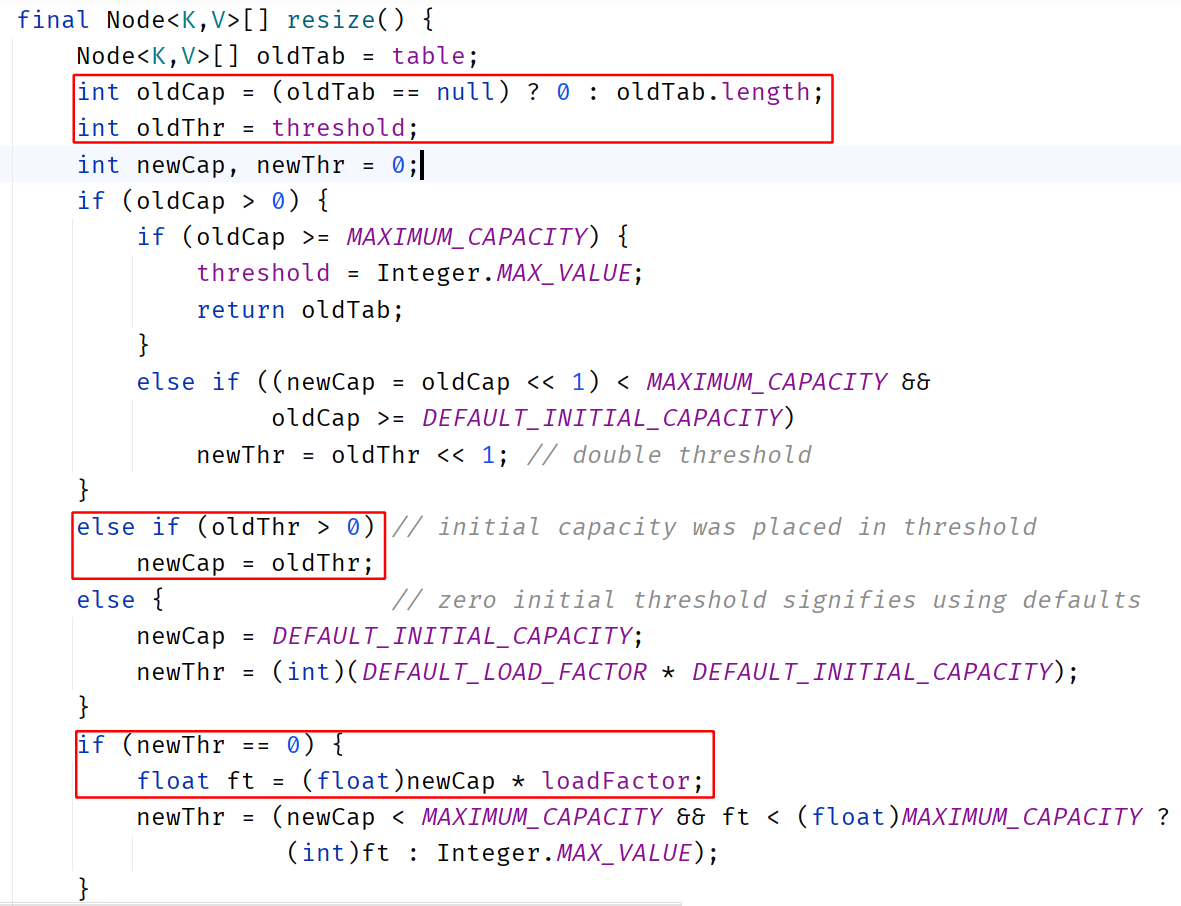 final Node<K,V>[] resize() {
    Node<K,V>[] oldTab = table;
    int oldCap = (oldTab == null) ? 0 : oldTab.length;
    int oldThr = threshold;
    int newCap, newThr = 0;
    if (oldCap > 0) {
        if (oldCap >= MAXIMUM_CAPACITY) {
            threshold = Integer.MAX_VALUE;
            return oldTab;
        }
        else if ((newCap = oldCap << 1) < MAXIMUM_CAPACITY &&
                 oldCap >= DEFAULT_INITIAL_CAPACITY)
            newThr = oldThr << 1; // double threshold
    }
    else if (oldThr > 0) // initial capacity was placed in threshold
        newCap = oldThr;
    else {               // zero initial threshold signifies using defaults
        newCap = DEFAULT_INITIAL_CAPACITY;
        newThr = (int)(DEFAULT_LOAD_FACTOR * DEFAULT_INITIAL_CAPACITY);
    }
    if (newThr == 0) {
        float ft = (float)newCap * loadFactor;
        newThr = (newCap < MAXIMUM_CAPACITY && ft < (float)MAXIMUM_CAPACITY ?
                  (int)ft : Integer.MAX_VALUE);
    }